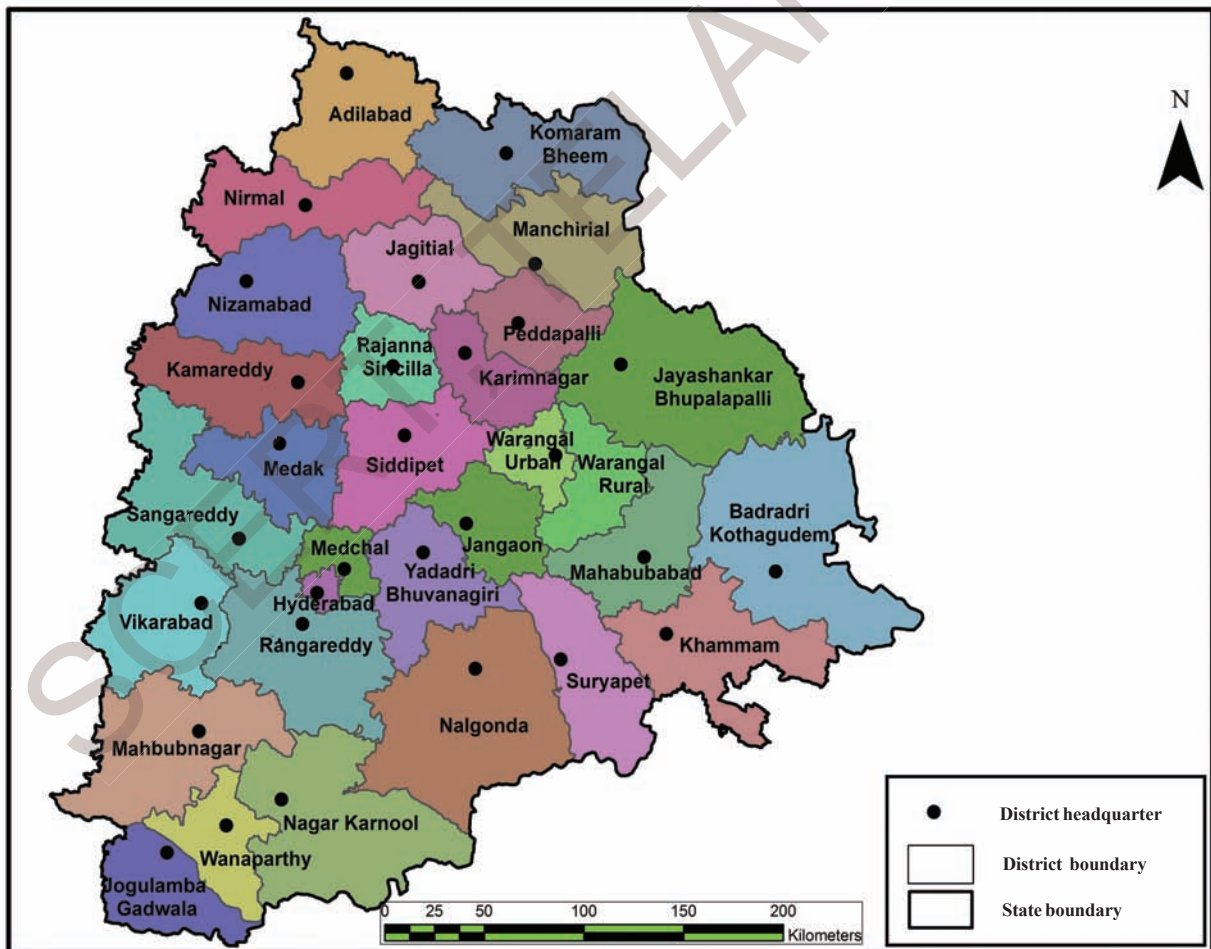 N
Adilabad
Komaram
Bheem
Nirmal
Manchirial
Jagitial
Nizamabad
Peddapalli
Rajanna
Sircilla
Kamareddy
Karimnagar
Jayashankar
Bhupalapalli
Medak
Siddipet
Warangal
Urban
Warangal
Rural
Sangareddy
Badradri
Kothagudem
Medchal
Jangaon
Mahabubabad
Yadadri
Bhuvanagiri
Hyderabad
Vikarabad
Rangareddy
Khammam
Suryapet
Nalgonda
Mahbubnagar
Nagar Karnool
Wanaparthy
Jogulamba
Gadwala
0 25 50 100 150 200
Kilometers
District headquarter
District boundary
State boundary